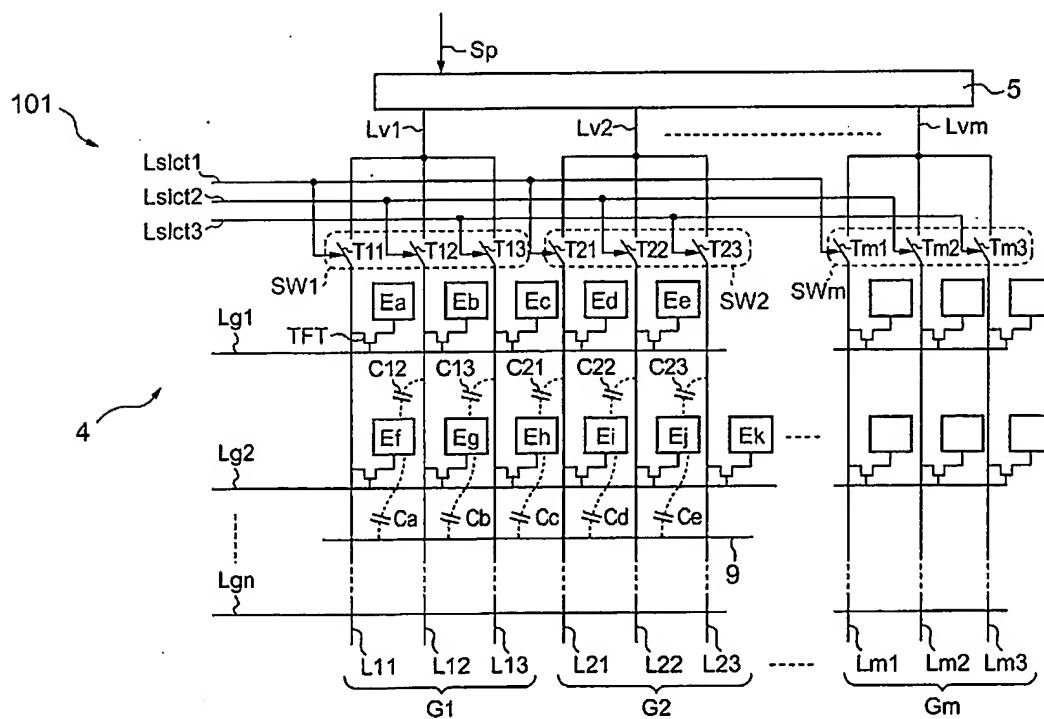 Sp
101
5
Lv1 Lv2 Lvm
Lslct1
Lslct2
Lslct3
T11 T12 T13 T21 T22 T23 Tm1 Tm2 Tm3
SW1 SW2 SWm
Ea Eb Ec Ed Ee
Lg1 TFT
C12 C13 C21 C22 C23
4
Ef Eg Eh Ei Ej Ek
Lg2
Ca Cb Cc Cd Ce
9
Lgn
L11 L12 L13 L21 L22 L23 Lm1 Lm2 Lm3
G1 G2 Gm